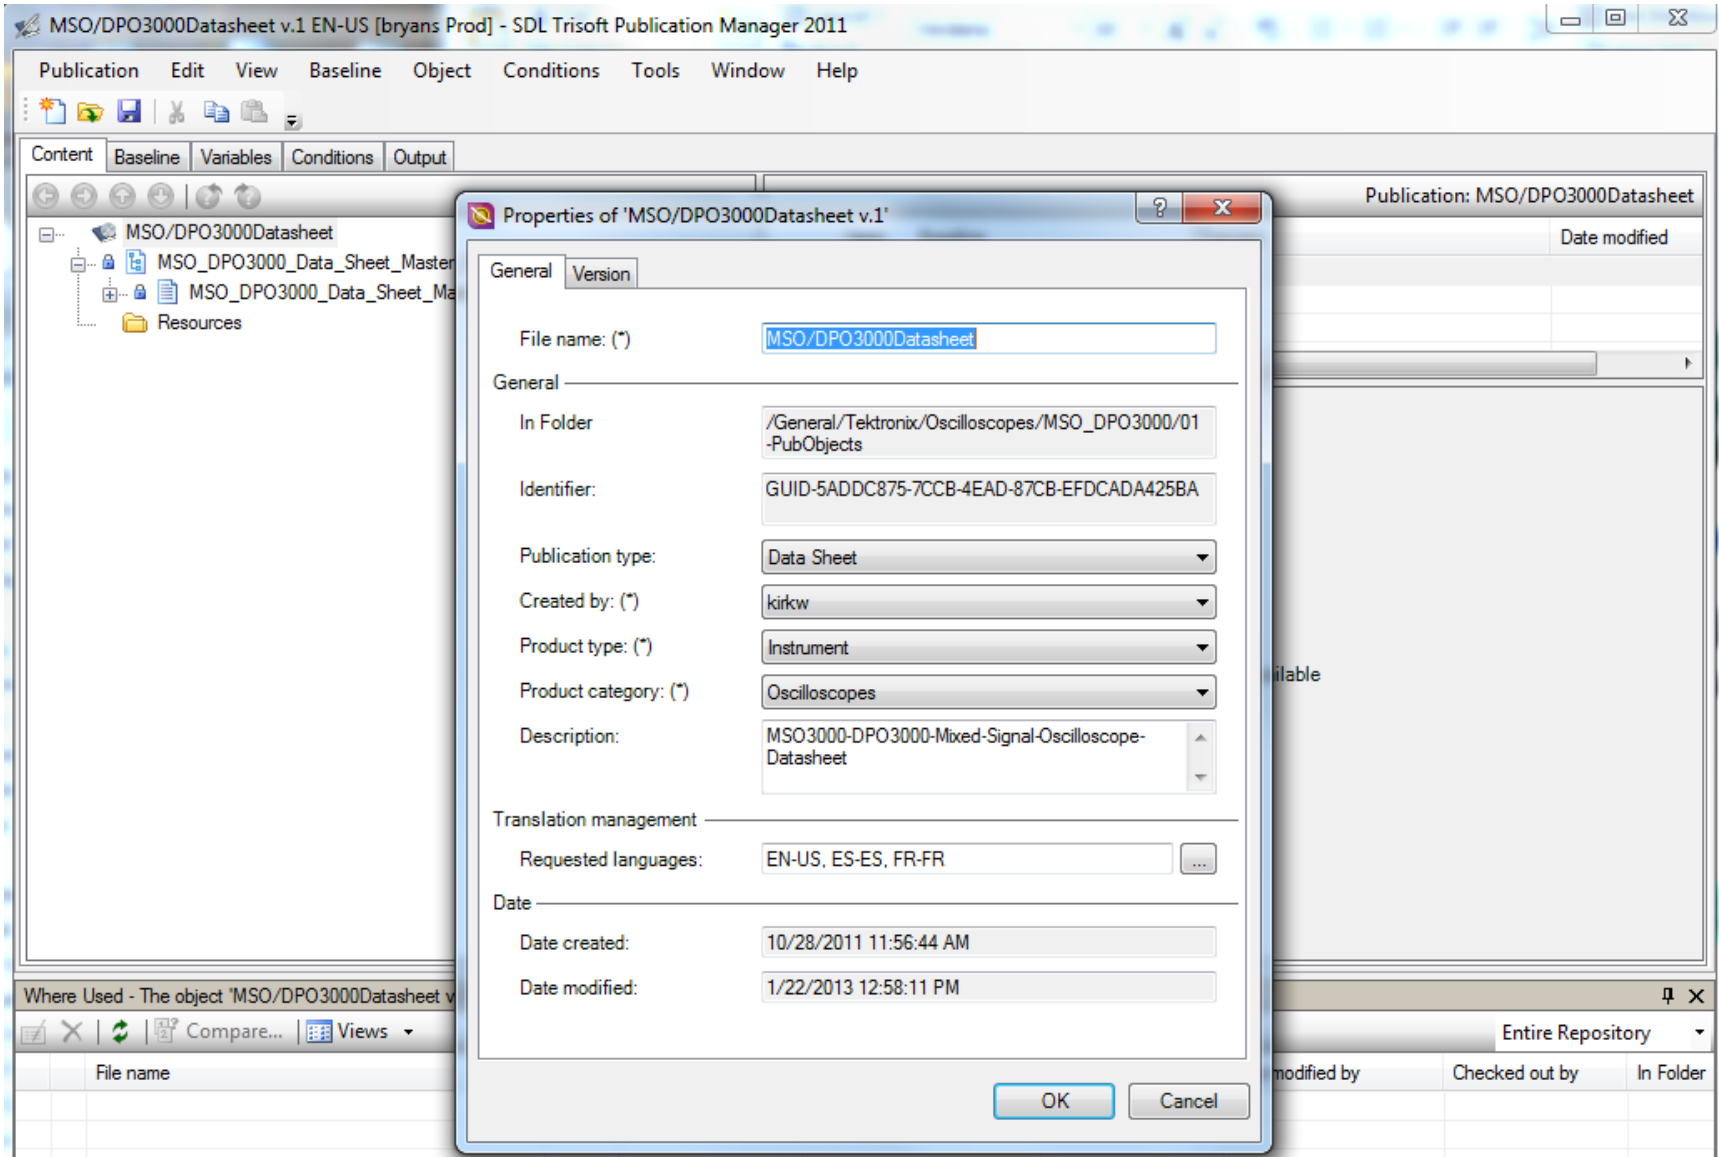 MSO/DPO3000Datasheet v.1 EN-US [bryans Prod] - SDL Trisoft Publication Manager 2011
Publication Edit View Baseline Object Conditions Tools Window Help
Content Baseline Variables Conditions Output
Publication: MSO/DPO3000Datasheet
MSO/DPO3000Datasheet
MSO_DPO3000_Data_Sheet_Master
MSO_DPO3000_Data_Sheet_Ma
Resources
Date modified
Properties of 'MSO/DPO3000Datasheet v.1'
General Version
File name: (*) MSO/DPO3000Datasheet
General
In Folder /General/Tektronix/Oscilloscopes/MSO_DPO3000/01
-PubObjects
Identifier: GUID-5ADDC875-7CCB-4EAD-87CB-EFDCADA425BA
Publication type: Data Sheet
Created by: (*) kirkw
Product type: (*) Instrument
Product category: (*) Oscilloscopes
Description: MSO3000-DPO3000-Mixed-Signal-Oscilloscope-
Datasheet
Translation management
Requested languages: EN-US, ES-ES, FR-FR ...
Date
Date created: 10/28/2011 11:56:44 AM
Date modified: 1/22/2013 12:58:11 PM
OK Cancel
ilable
Where Used - The object 'MSO/DPO3000Datasheet v
Compare... Views Entire Repository
File name modified by Checked out by In Folder